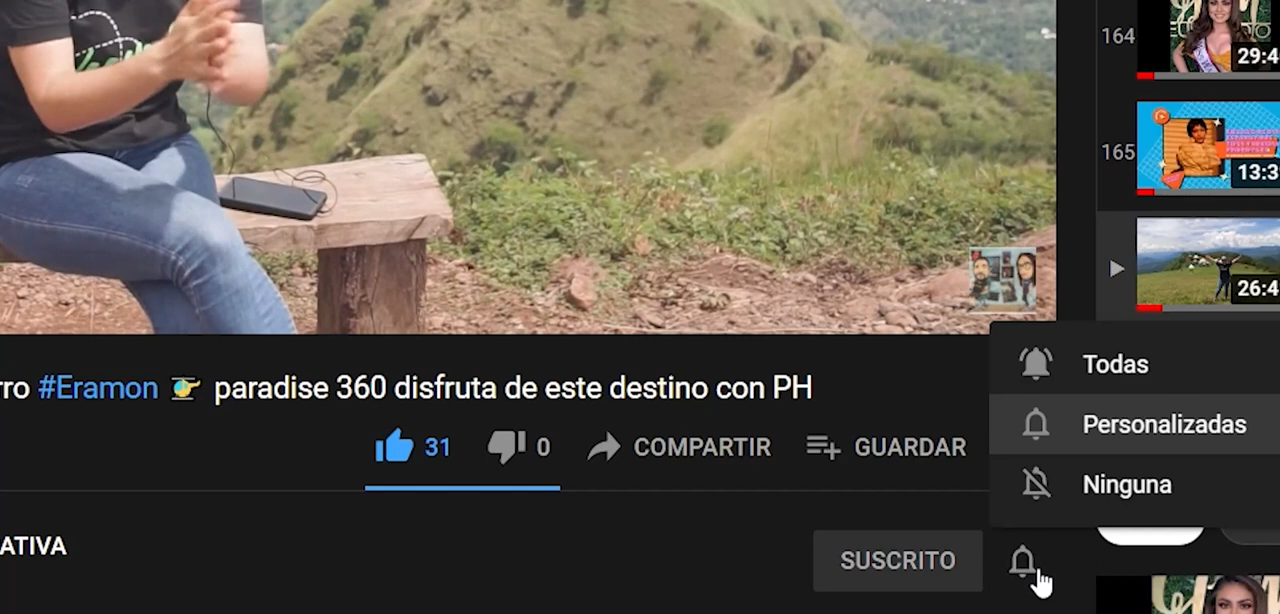 164
29:4
165
13:3
26:4
rro #Eramon paradise 360 disfruta de este destino con PH
31
0
COMPARTIR
GUARDAR
Todas
Personalizadas
Ninguna
ATIVA
SUSCRITO